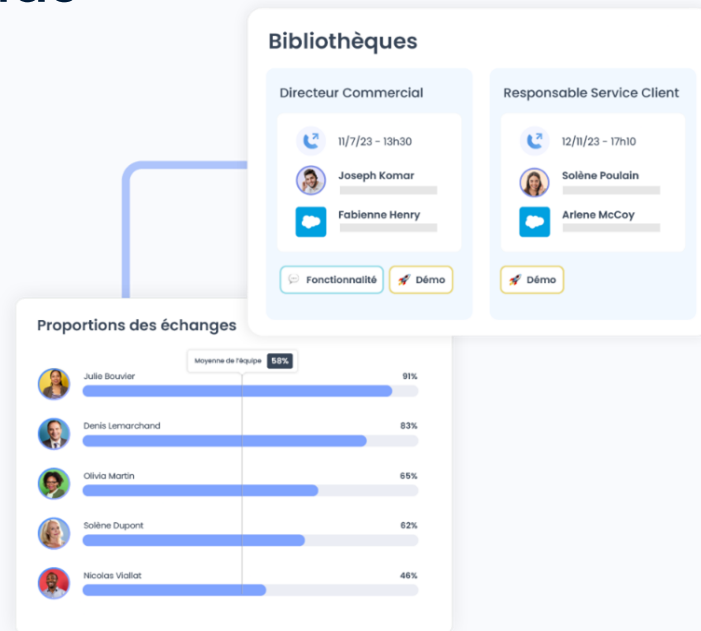 Bibliothèques
Directeur Commercial
11/7/23 - 13h30
Joseph Komar
Fabienne Henry
Fonctionnalité
Démo
Responsable Service Client
12/11/23 - 17h10
Solène Poulain
Arlene McCoy
Démo
Proportions des échanges
Moyenne de l'équipe 58%
Julie Bouvier 91%
Denis Lemarchand 83%
Olivia Martin 65%
Solène Dupont 62%
Nicolas Viallat 46%